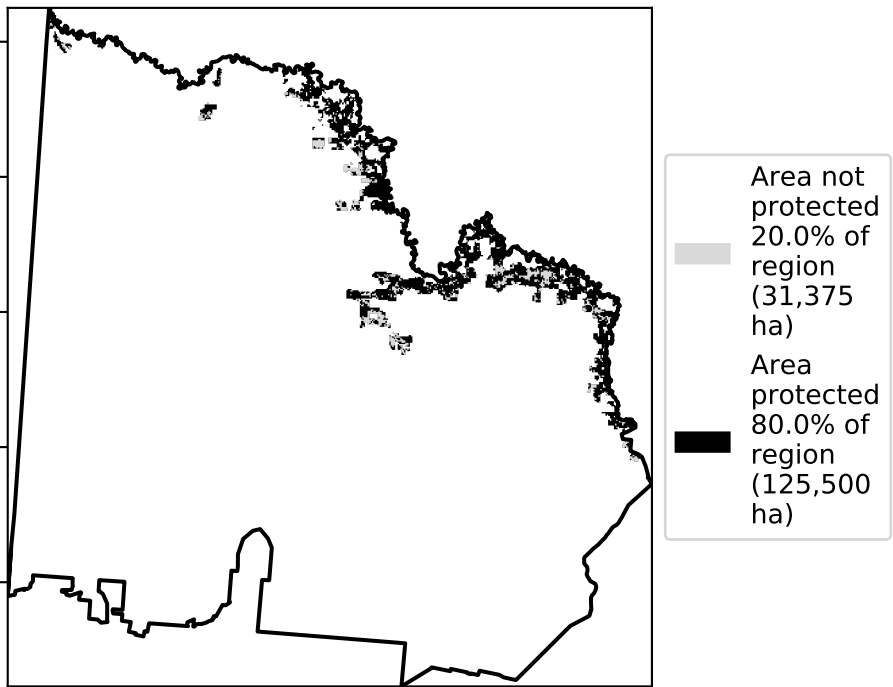 Area not
protected
20.0% of
region
(31,375
ha)
Area
protected
80.0% of
region
(125,500
ha)